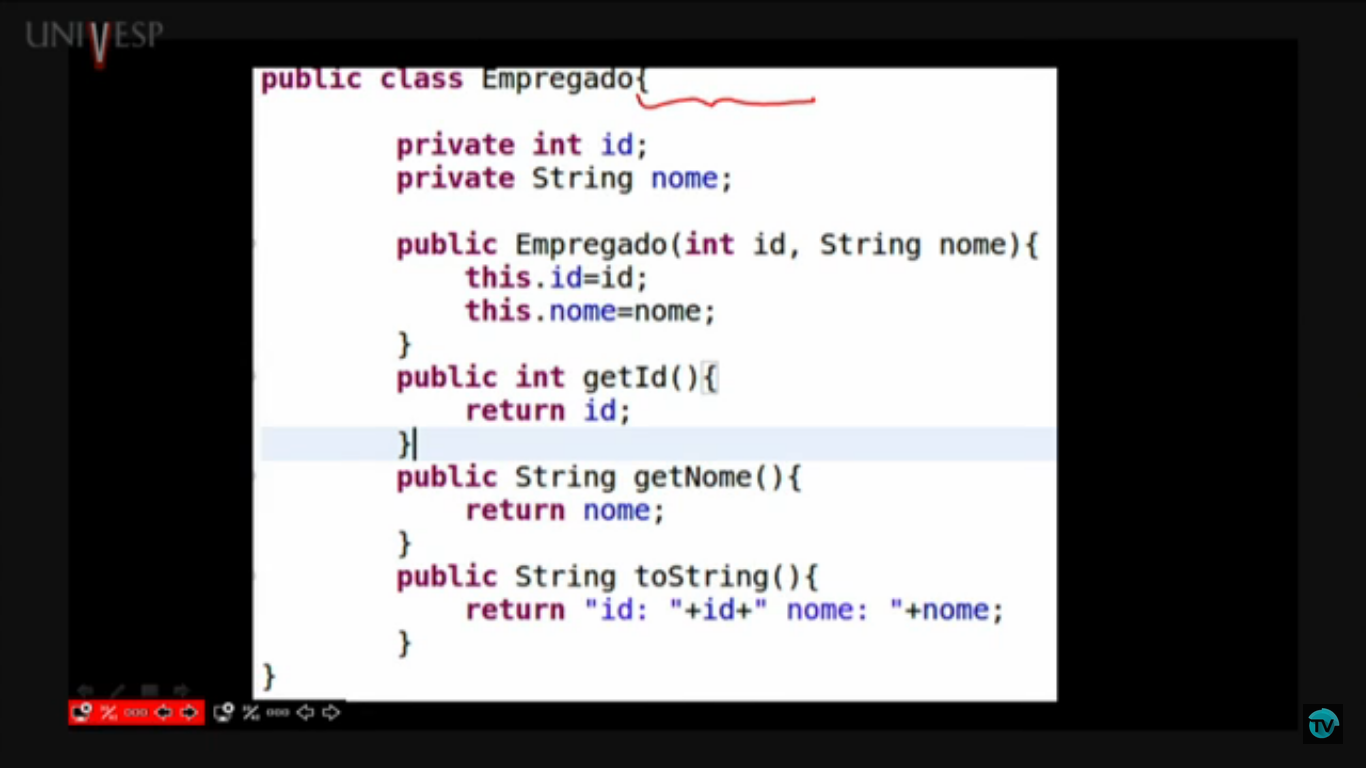 UNIVESP
public class Empregado{
private int id;
private String nome;
public Empregado(int id, String nome){
this.id=id;
this.nome=nome;
}
public int getId(){
return id;
}
public String getNome(){
return nome;
}
public String toString(){
return "id: "+id+" nome: "+nome;
}
}
TV